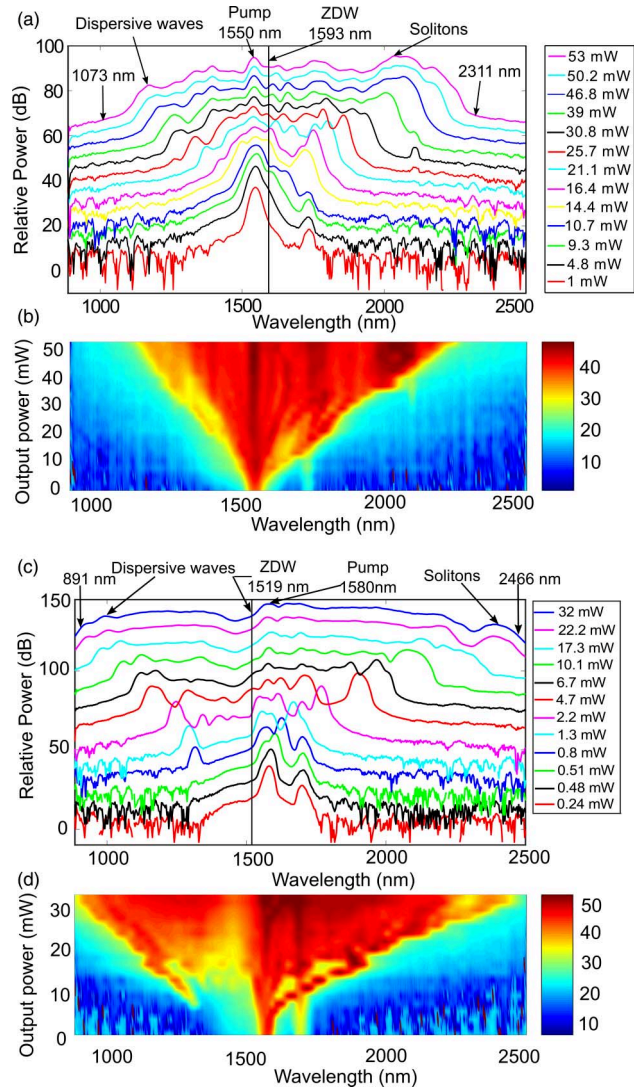 (a)
Dispersive waves
Pump
1550 nm
ZDW
1593 nm
Solitons
1073 nm
2311 nm
Relative Power (dB)
100
80
60
40
20
0
1000
1500
2000
2500
Wavelength (nm)
53 mW
50.2 mW
46.8 mW
39 mW
30.8 mW
25.7 mW
21.1 mW
16.4 mW
14.4 mW
10.7 mW
9.3 mW
4.8 mW
1 mW
(b)
Output power (mW)
50
40
30
20
10
0
1000
1500
2000
2500
Wavelength (nm)
40
30
20
10
(c)
891 nm
Dispersive waves
ZDW
1519 nm
Pump
1580nm
Solitons
2466 nm
Relative Power (dB)
150
100
50
0
1000
1500
2000
2500
Wavelength (nm)
32 mW
22.2 mW
17.3 mW
10.1 mW
6.7 mW
4.7 mW
2.2 mW
1.3 mW
0.8 mW
0.51 mW
0.48 mW
0.24 mW
(d)
Output power (mW)
30
20
10
0
1000
1500
2000
2500
Wavelength (nm)
50
40
30
20
10